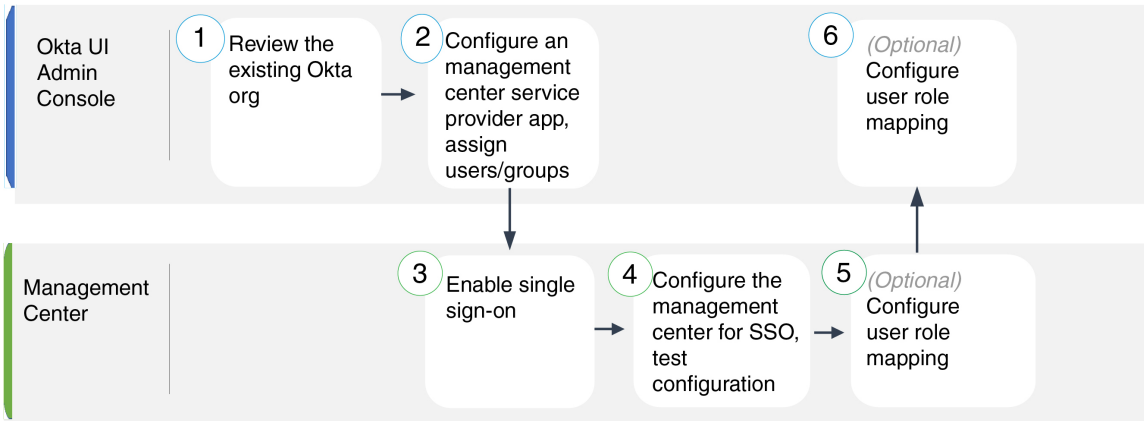 Okta UI
Admin
Console
1
Review the
existing Okta
org
2
Configure an
management
center service
provider app,
assign
users/groups
6
(Optional)
Configure
user role
mapping
Management
Center
3
Enable single
sign-on
4
Configure the
management
center for SSO,
test
configuration
5
(Optional)
Configure
user role
mapping